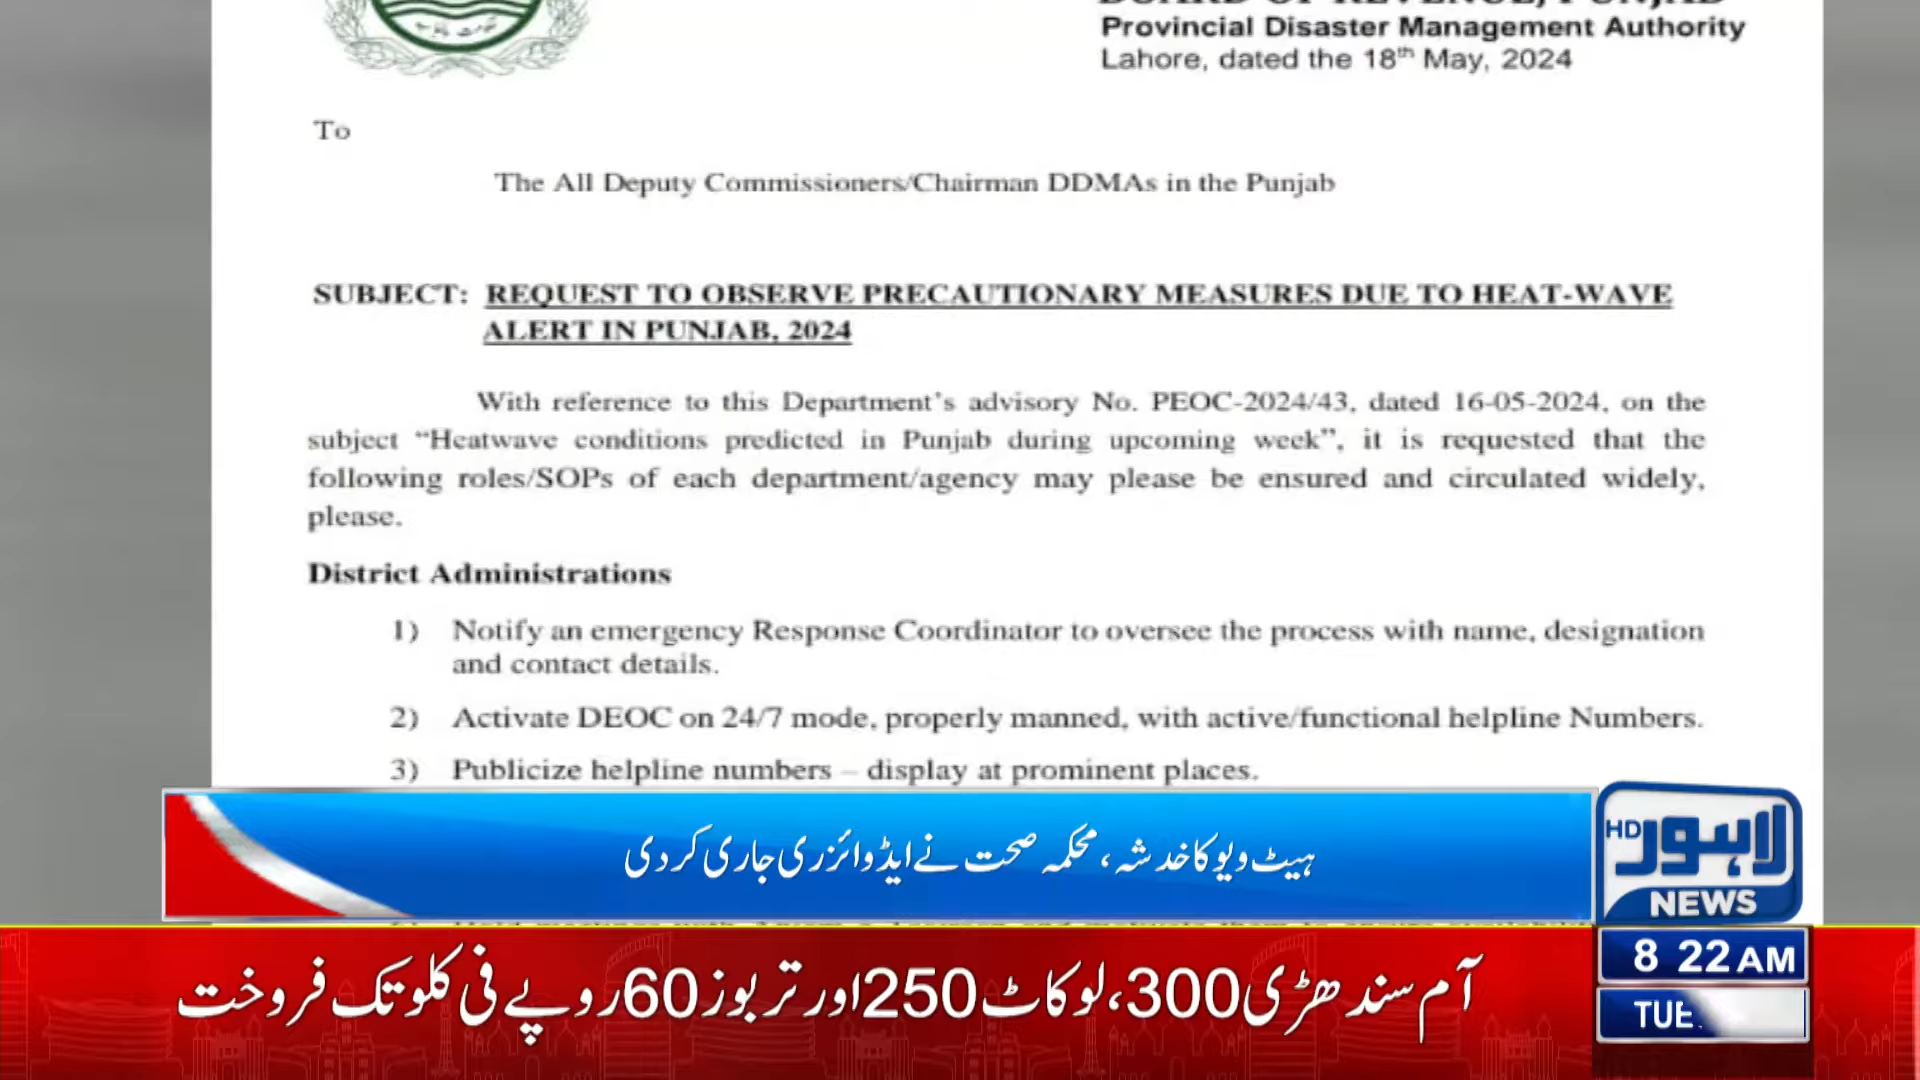 BOARD OF REVENUE, PUNJAB
Provincial Disaster Management Authority
Lahore, dated the 18th May, 2024
To
The All Deputy Commissioners/Chairman DDMAs in the Punjab
SUBJECT: REQUEST TO OBSERVE PRECAUTIONARY MEASURES DUE TO HEAT-WAVE
ALERT IN PUNJAB, 2024
With reference to this Department's advisory No. PEOC-2024/43, dated 16-05-2024, on the
subject “Heatwave conditions predicted in Punjab during upcoming week”, it is requested that the
following roles/SOPs of each department/agency may please be ensured and circulated widely,
please.
District Administrations
1) Notify an emergency Response Coordinator to oversee the process with name, designation
and contact details.
2) Activate DEOC on 24/7 mode, properly manned, with active/functional helpline Numbers.
3) Publicize helpline numbers – display at prominent places.
ہیٹ ویو کا خدشہ، محکمہ صحت نے ایڈوائزری جاری کردی
لاہور HD
NEWS
8 22 AM
آم سندھڑی 300، لوکاٹ 250 اور تربوز 60 روپے فی کلو تک فروخت
TUE